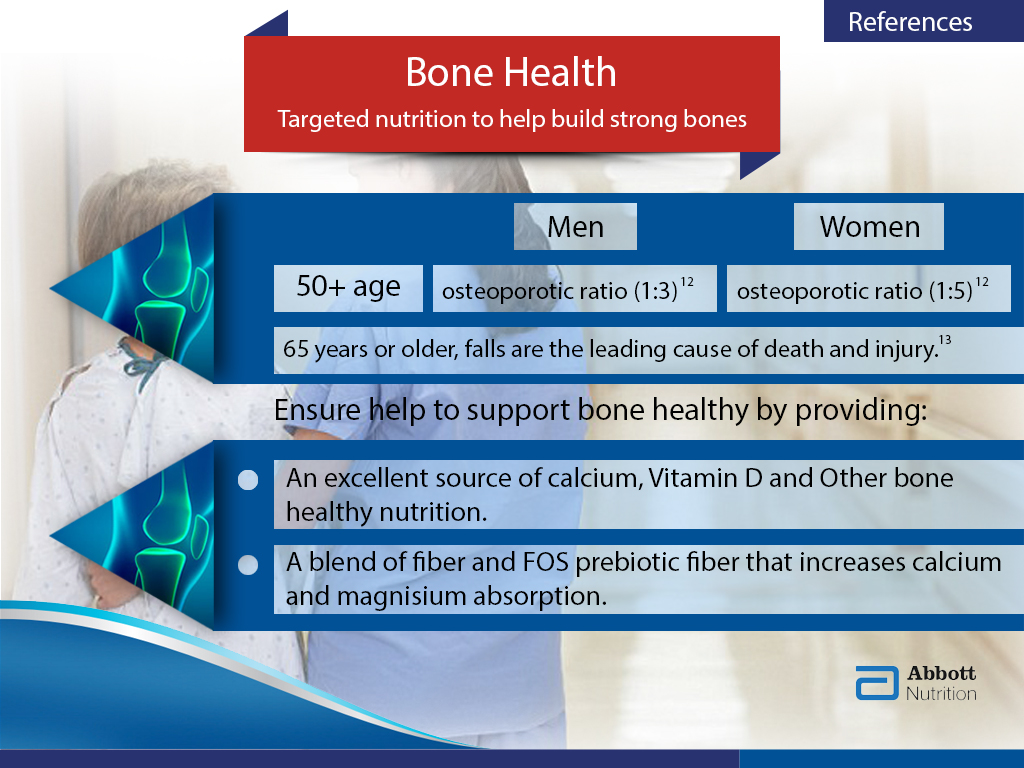 References
Bone Health
Targeted nutrition to help build strong bones
Men
Women
50+ age
osteoporotic ratio (1:3)¹²
osteoporotic ratio (1:5)¹²
65 years or older, falls are the leading cause of death and injury.¹³
Ensure help to support bone healthy by providing:
An excellent source of calcium, Vitamin D and Other bone
healthy nutrition.
A blend of fiber and FOS prebiotic fiber that increases calcium
and magnisium absorption.
Abbott
Nutrition